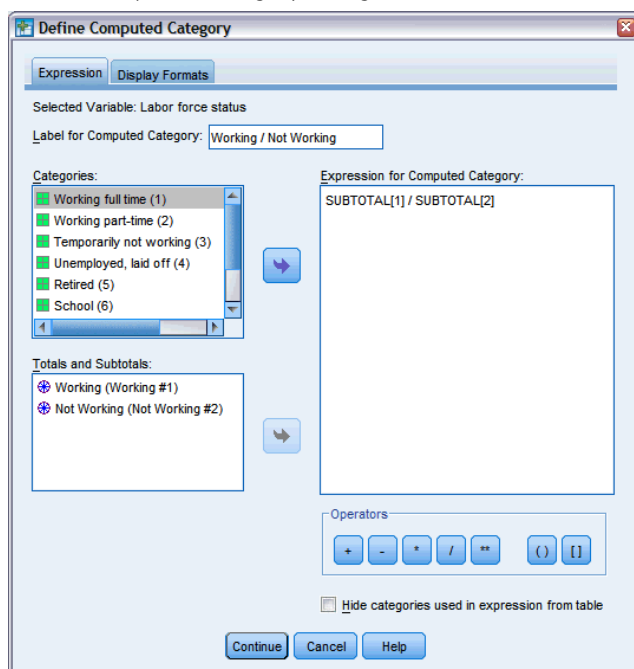 Define Computed Category
Expression Display Formats
Selected Variable: Labor force status
Label for Computed Category: Working / Not Working
Categories:
Working full time (1)
Working part-time (2)
Temporarily not working (3)
Unemployed, laid off (4)
Retired (5)
School (6)
Expression for Computed Category:
SUBTOTAL[1] / SUBTOTAL[2]
Totals and Subtotals:
Working (Working #1)
Not Working (Not Working #2)
Operators
+ - * / ** ( ) [ ]
Hide categories used in expression from table
Continue Cancel Help